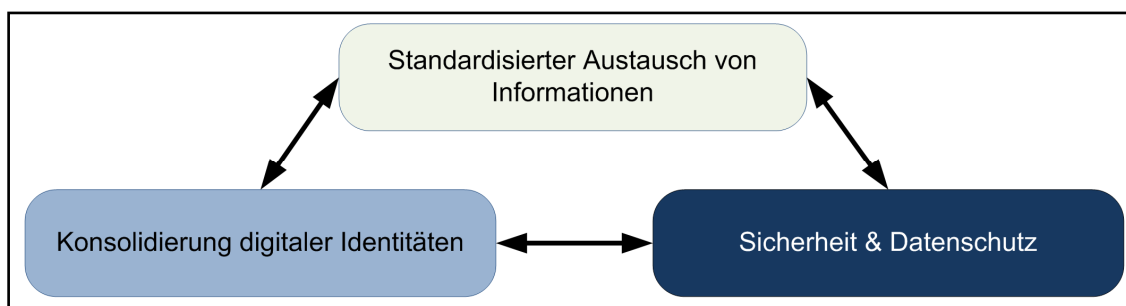 Standardisierter Austausch von
Informationen
Konsolidierung digitaler Identitäten
Sicherheit & Datenschutz